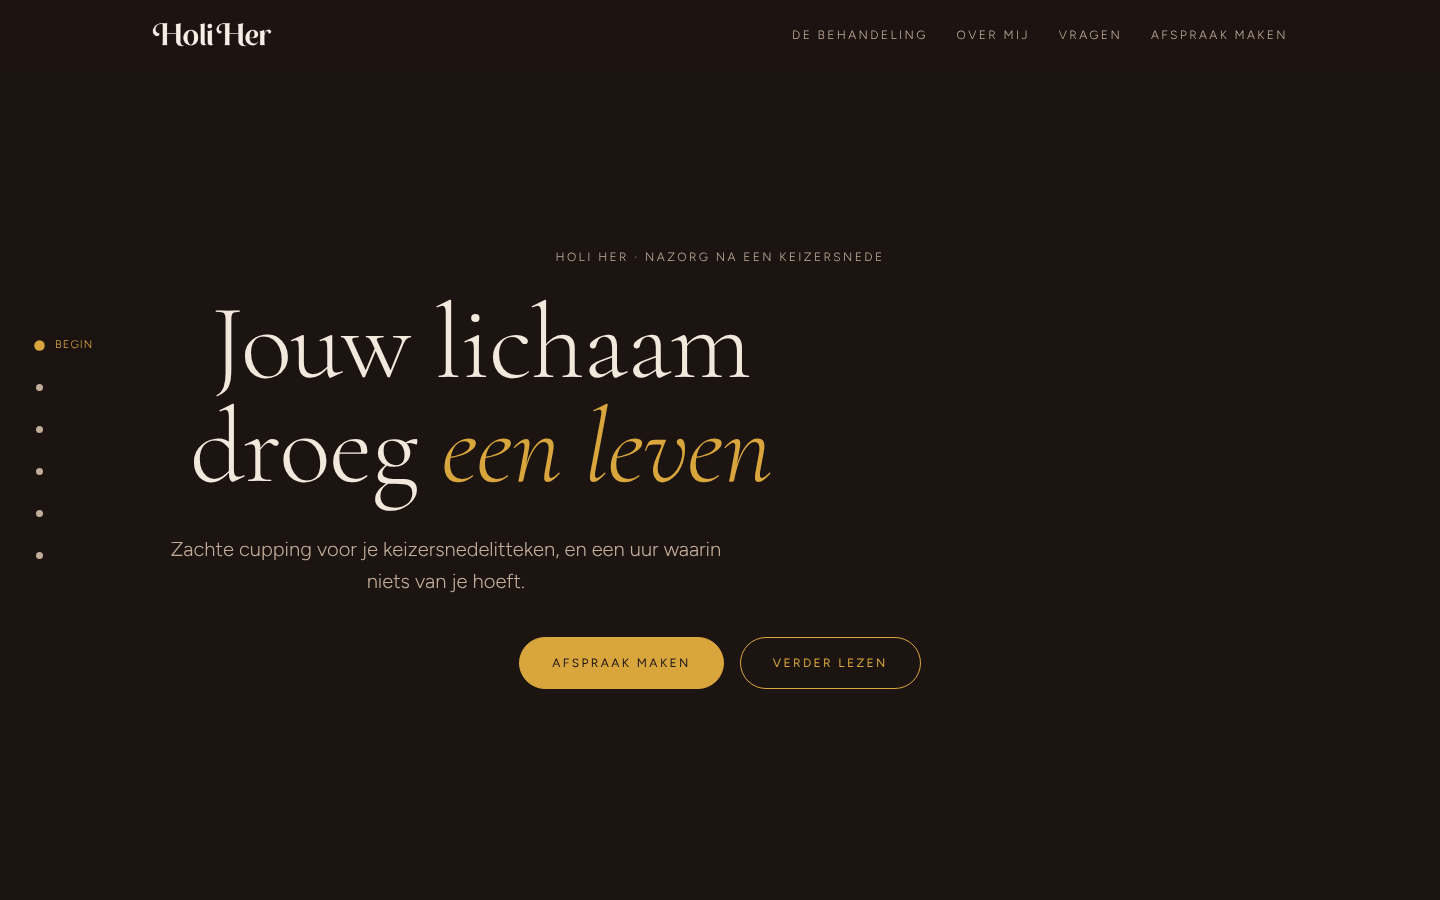 HoliHer
DE BEHANDELING OVER MIJ VRAGEN AFSPRAAK MAKEN
HOLI HER · NAZORG NA EEN KEIZERSNEDE
Jouw lichaam
droeg een leven
BEGIN
Zachte cupping voor je keizersnedelitteken, en een uur waarin
niets van je hoeft.
AFSPRAAK MAKEN VERDER LEZEN